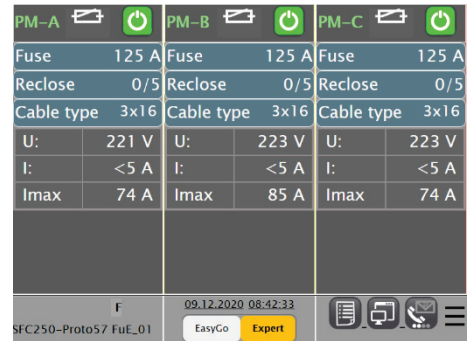 PM-A PM-B PM-C
Fuse 125 A Fuse 125 A Fuse 125 A
Reclose 0/5 Reclose 0/5 Reclose 0/5
Cable type 3x16 Cable type 3x16 Cable type 3x16
U: 221 V U: 223 V U: 223 V
I: <5 A I: <5 A I: <5 A
Imax 74 A Imax 85 A Imax 74 A
F 09.12.2020 08:42:33
SFC250-Proto57 FuE_01 EasyGo Expert